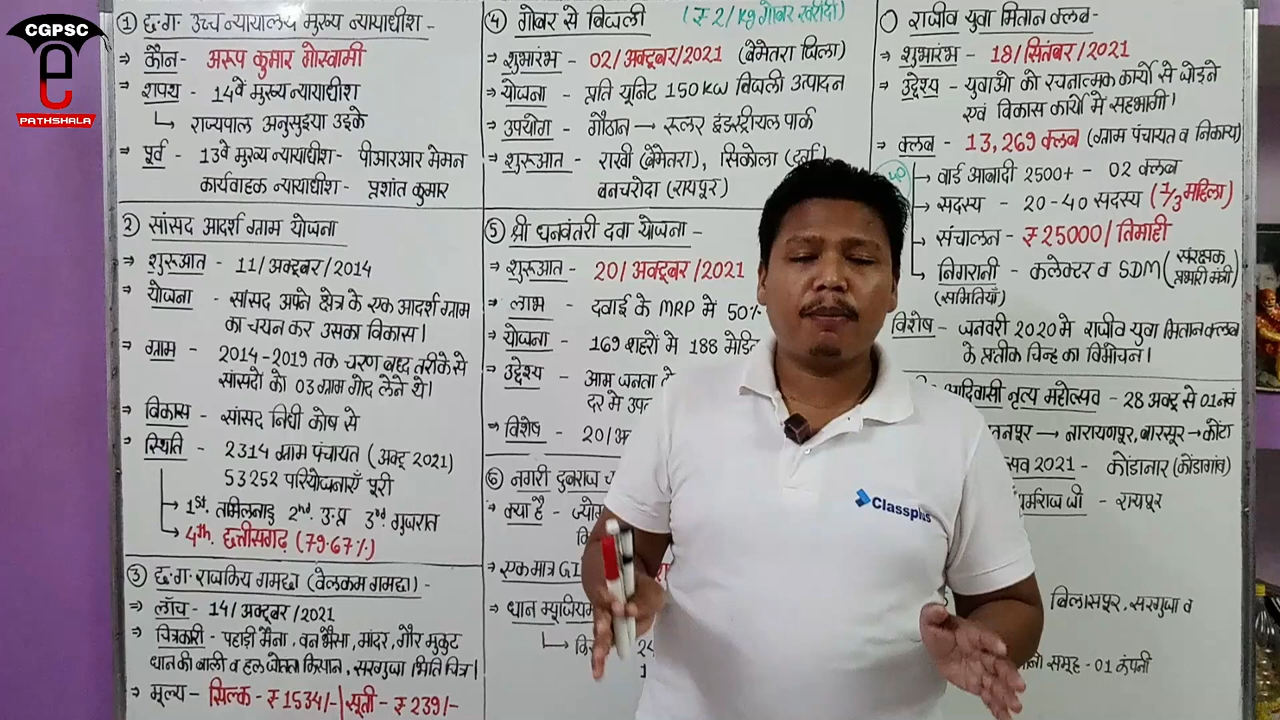 CGPSC
PATHSHALA
① छ.ग. उच्च न्यायालय मुख्य न्यायाधीश -
⇒ कौन - अरूप कुमार गोस्वामी
⇒ शपथ - 14वें मुख्य न्यायाधीश
↳ राज्यपाल अनुसुइया उइके
⇒ पूर्व - 13वे मुख्य न्यायाधीश - पीआरआर मेमन
कार्यवाहक न्यायाधीश - प्रशांत कुमार
② सांसद आदर्श ग्राम योजना
⇒ शुरूआत - 11/अक्टूबर/2014
⇒ योजना - सांसद अपने क्षेत्र के एक आदर्श ग्राम
का चयन कर उसका विकास।
⇒ ग्राम - 2014-2019 तक चरण बध्द तरीके से
सांसदो को 03 ग्राम गोद लेने थे।
⇒ विकास - सांसद निधी कोष से
⇒ स्थिति - 2314 ग्राम पंचायत (अक्टू 2021)
53252 परियोजनाएँ पूरी
→ 1st. तमिलनाडु 2nd. उ.प्र 3rd. गुजरात
↳ 4th. छत्तीसगढ़ (79.67%)
③ छ.ग. राजकिय गमछा (वेलकम गमछा) -
⇒ लॉच - 14/अक्टूबर/2021
⇒ चित्रकारी - पहाड़ी मैना, वन भैसा, मांदर, गौर मुकुट
धान की बाली व हल जोतता किसान, सरगुजा भिति चित्र।
⇒ मूल्य - सिल्क - ₹1534/- | सूती - ₹239/-
④ गोबर से बिजली (₹2/kg गोबर खरीदी)
⇒ शुभारंभ - 02/अक्टूबर/2021 (बेमेतरा जिला)
⇒ योजना - प्रति यूनिट 150 KW बिजली उत्पादन
⇒ उपयोग - गौठान → रूलर इंडस्ट्रीयल पार्क
⇒ शुरूआत - राखी (बेमेतरा), सिकोला (दुर्ग)
बनचरोदा (रायपूर)
⑤ श्री धनवंतरी दवा योजना -
⇒ शुरूआत - 20/अक्टूबर/2021
⇒ लाभ - दवाई के MRP में 50%
⇒ योजना - 169 शहरो मे 188
⇒ उद्देश्य - आम जनता
दर मे
⇒ विशेष - 20/
⑥ नगरी दुबराज
⇒ क्या है -
⇒ एकमात्र GI
⇒ धान म्यूजियम
राजीव युवा मितान क्लब -
⇒ शुभारंभ - 18/सितंबर/2021
⇒ उद्देश्य - युवाओ को रचनात्मक कार्यो से जोड़ने
एवं विकास कार्यो मे सहभागी।
⇒ क्लब - 13,269 क्लब (ग्राम पंचायत व निकाय)
→ वार्ड आबादी 2500+ - 02 क्लब
→ सदस्य - 20-40 सदस्य (1/3 महिला)
→ संचालन - ₹25000/तिमाही
→ निगरानी - कलेक्टर व SDM (संरक्षक प्रभारी मंत्री)
(समितियाँ)
विशेष - जनवरी 2020 मे राजीव युवा मितान क्लब
के प्रतीक चिन्ह का विमोचन।
आदिवासी नृत्य महोत्सव - 28 अक्टू से 01 नवं
→ नारायणपूर, बारसूर → कोंटा
2021 - कोंडानार (कोंडागांव)
- रायपूर
बिलासपूर, सरगुजा व
समूह - 01 कंपनी
Classplus